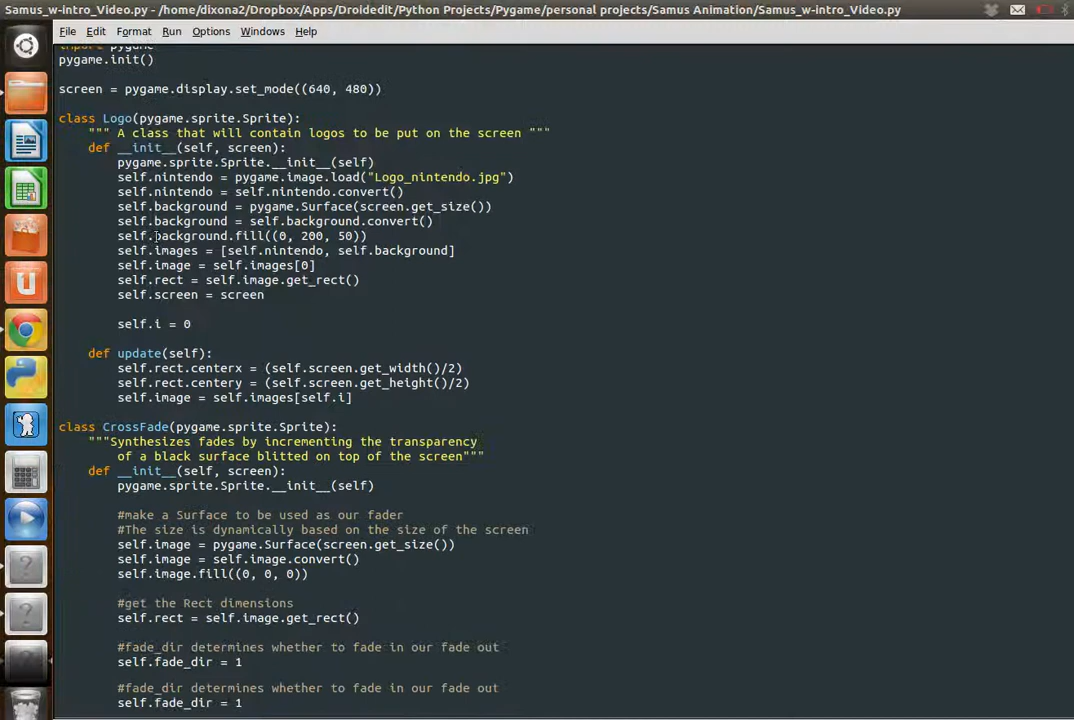 Samus_w-intro_Video.py - /home/dixona2/Dropbox/Apps/Droidedit/Python Projects/Pygame/personal projects/Samus Animation/Samus_w-intro_Video.py
File Edit Format Run Options Windows Help
import pygame
pygame.init()
screen = pygame.display.set_mode((640, 480))
class Logo(pygame.sprite.Sprite):
""" A class that will contain logos to be put on the screen """
def __init__(self, screen):
pygame.sprite.Sprite.__init__(self)
self.nintendo = pygame.image.load("Logo_nintendo.jpg")
self.nintendo = self.nintendo.convert()
self.background = pygame.Surface(screen.get_size())
self.background = self.background.convert()
self.background.fill((0, 200, 50))
self.images = [self.nintendo, self.background]
self.image = self.images[0]
self.rect = self.image.get_rect()
self.screen = screen
self.i = 0
def update(self):
self.rect.centerx = (self.screen.get_width()/2)
self.rect.centery = (self.screen.get_height()/2)
self.image = self.images[self.i]
class CrossFade(pygame.sprite.Sprite):
"""Synthesizes fades by incrementing the transparency
of a black surface blitted on top of the screen"""
def __init__(self, screen):
pygame.sprite.Sprite.__init__(self)
#make a Surface to be used as our fader
#The size is dynamically based on the size of the screen
self.image = pygame.Surface(screen.get_size())
self.image = self.image.convert()
self.image.fill((0, 0, 0))
#get the Rect dimensions
self.rect = self.image.get_rect()
#fade_dir determines whether to fade in our fade out
self.fade_dir = 1
#fade_dir determines whether to fade in our fade out
self.fade_dir = 1